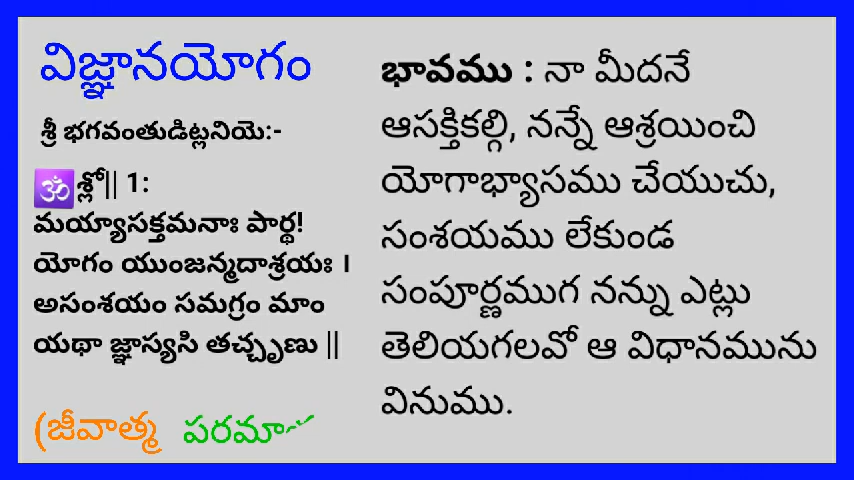 విజ్ఞానయోగం
శ్రీ భగవంతుడిట్లనియె:-
🕉శ్లో|| 1:
మయ్యాసక్తమనాః పార్థ!
యోగం యుంజన్మదాశ్రయః ।
అసంశయం సమగ్రం మాం
యథా జ్ఞాస్యసి తచ్ఛృణు ||
(జీవాత్మ
భావము : నా మీదనే
ఆసక్తికల్గి, నన్నే ఆశ్రయించి
యోగాభ్యాసము చేయుచు,
సంశయము లేకుండ
సంపూర్ణముగ నన్ను ఎట్లు
తెలియగలవో ఆ విధానమును
వినుము.